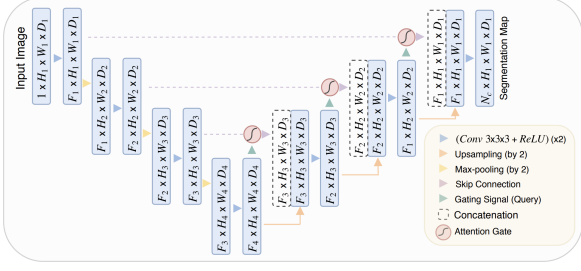 Input Image
1 x H₁ x W₁ x D₁
F₁ x H₁ x W₁ x D₁
F₁ x H₂ x W₂ x D₂
F₂ x H₂ x W₂ x D₂
F₂ x H₃ x W₃ x D₃
F₃ x H₃ x W₃ x D₃
F₃ x H₄ x W₄ x D₄
F₄ x H₄ x W₄ x D₄
F₃ x H₃ x W₃ x D₃
F₃ x H₃ x W₃ x D₃
F₂ x H₃ x W₃ x D₃
F₂ x H₂ x W₂ x D₂
F₂ x H₂ x W₂ x D₂
F₁ x H₂ x W₂ x D₂
F₁ x H₁ x W₁ x D₁
F₁ x H₁ x W₁ x D₁
N꜀ x H₁ x W₁ x D₁
Segmentation Map
(Conv 3x3x3 + ReLU) (x2)
Upsampling (by 2)
Max-pooling (by 2)
Skip Connection
Gating Signal (Query)
Concatenation
Attention Gate